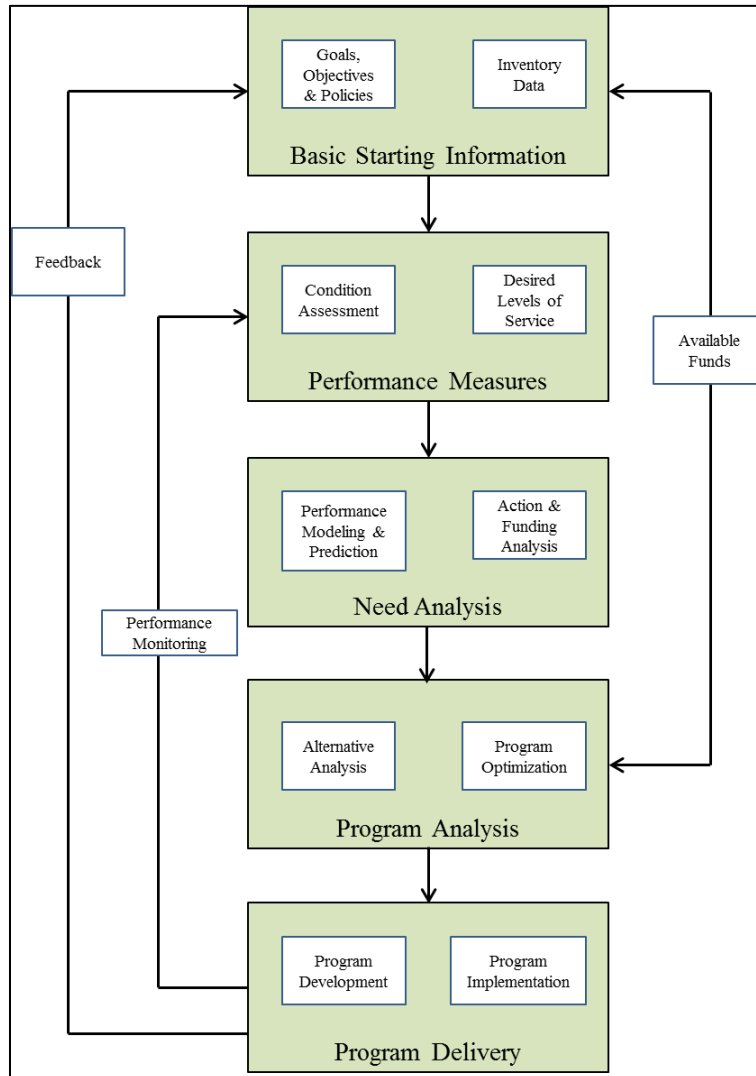 Goals,
Objectives
& Policies
Inventory
Data
Basic Starting Information
Feedback
Condition
Assessment
Desired
Levels of
Service
Available
Funds
Performance Measures
Performance
Modeling &
Prediction
Action &
Funding
Analysis
Need Analysis
Performance
Monitoring
Alternative
Analysis
Program
Optimization
Program Analysis
Program
Development
Program
Implementation
Program Delivery